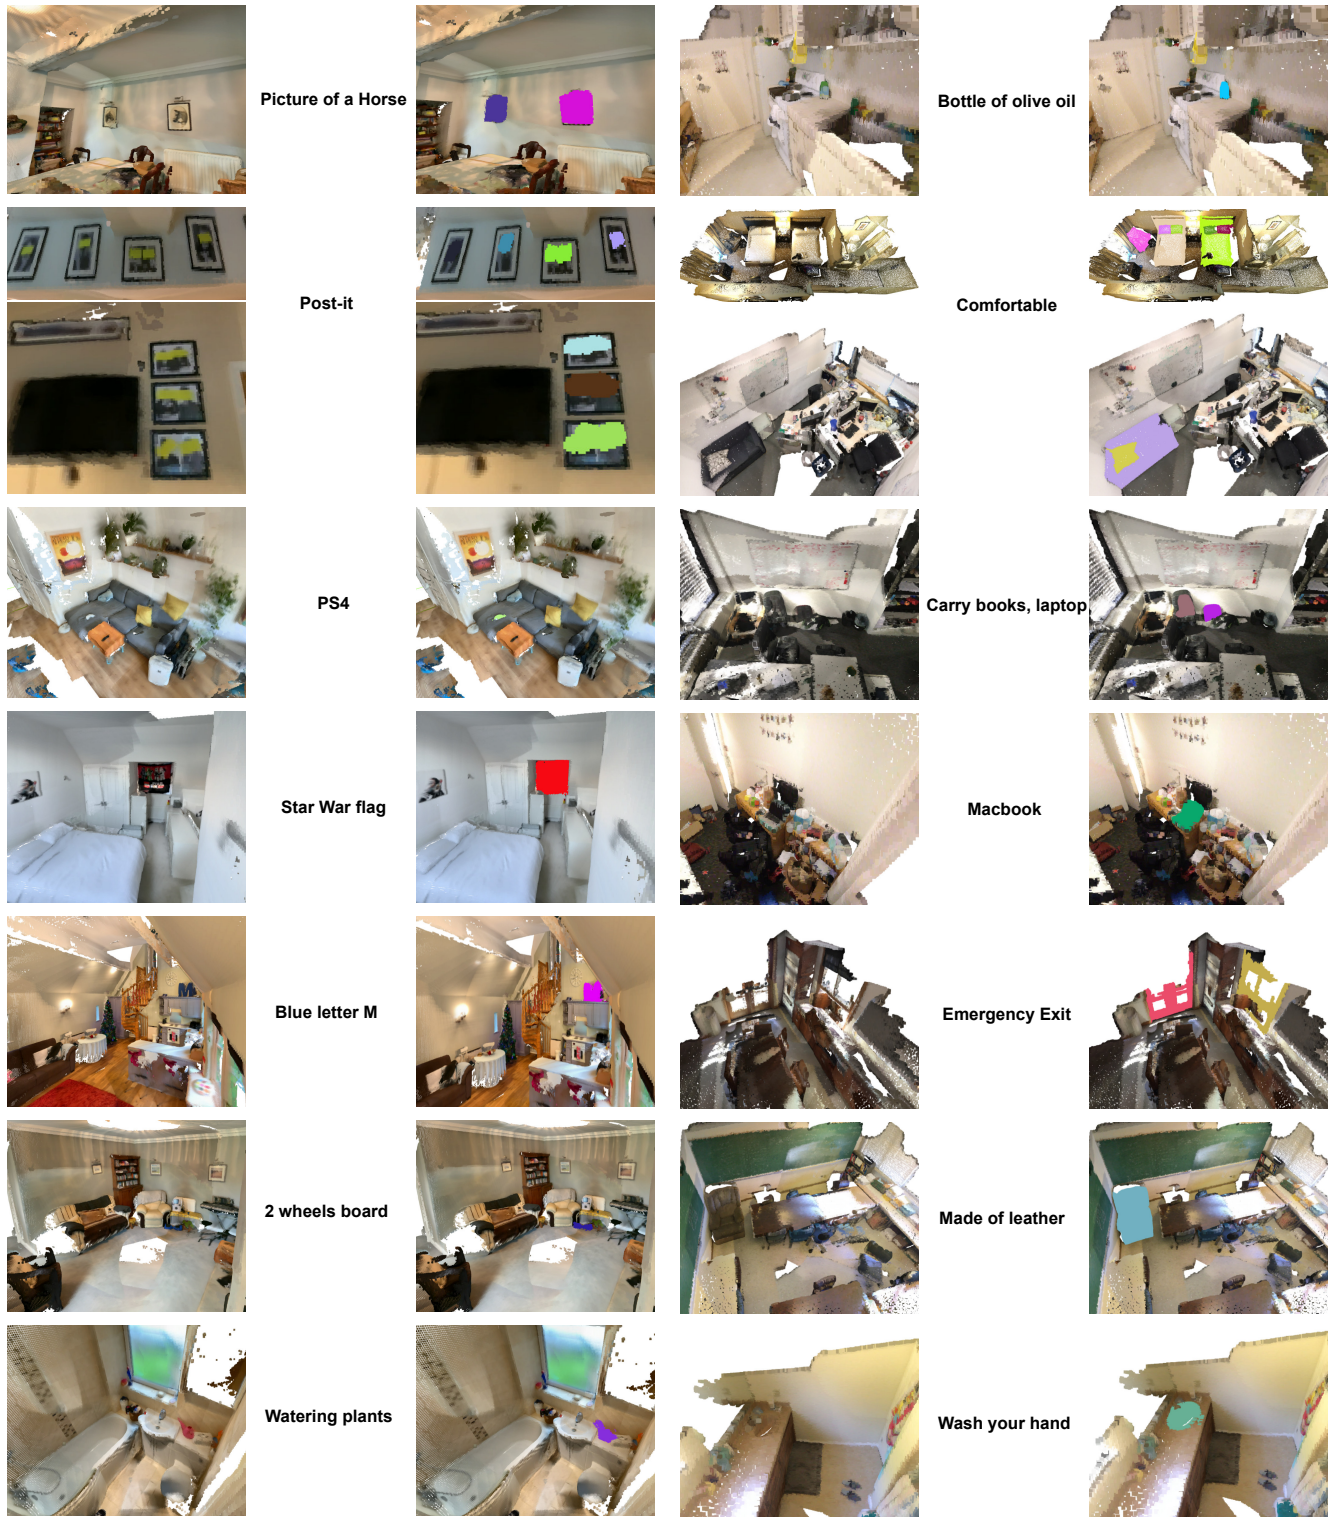 Picture of a Horse
Bottle of olive oil
Post-it
Comfortable
PS4
Carry books, laptop
Star War flag
Macbook
Blue letter M
Emergency Exit
2 wheels board
Made of leather
Watering plants
Wash your hand